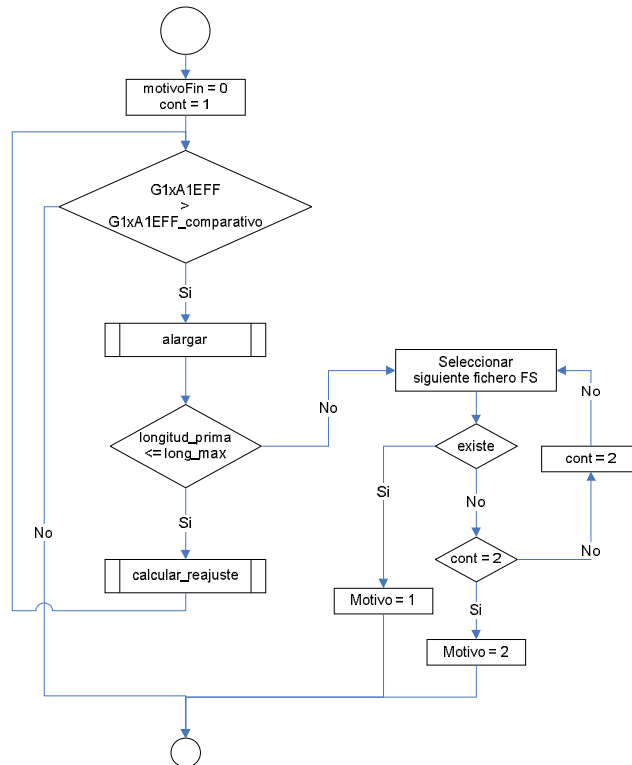 motivoFin = 0
cont = 1
G1xA1EFF
>
G1xA1EFF_comparativo
Si
alargar
Seleccionar
siguiente fichero FS
No
No
longitud_prima
<= long_max
existe
cont = 2
Si
No
Si
No
cont = 2
No
calcular_reajuste
Motivo = 1
Si
Motivo = 2